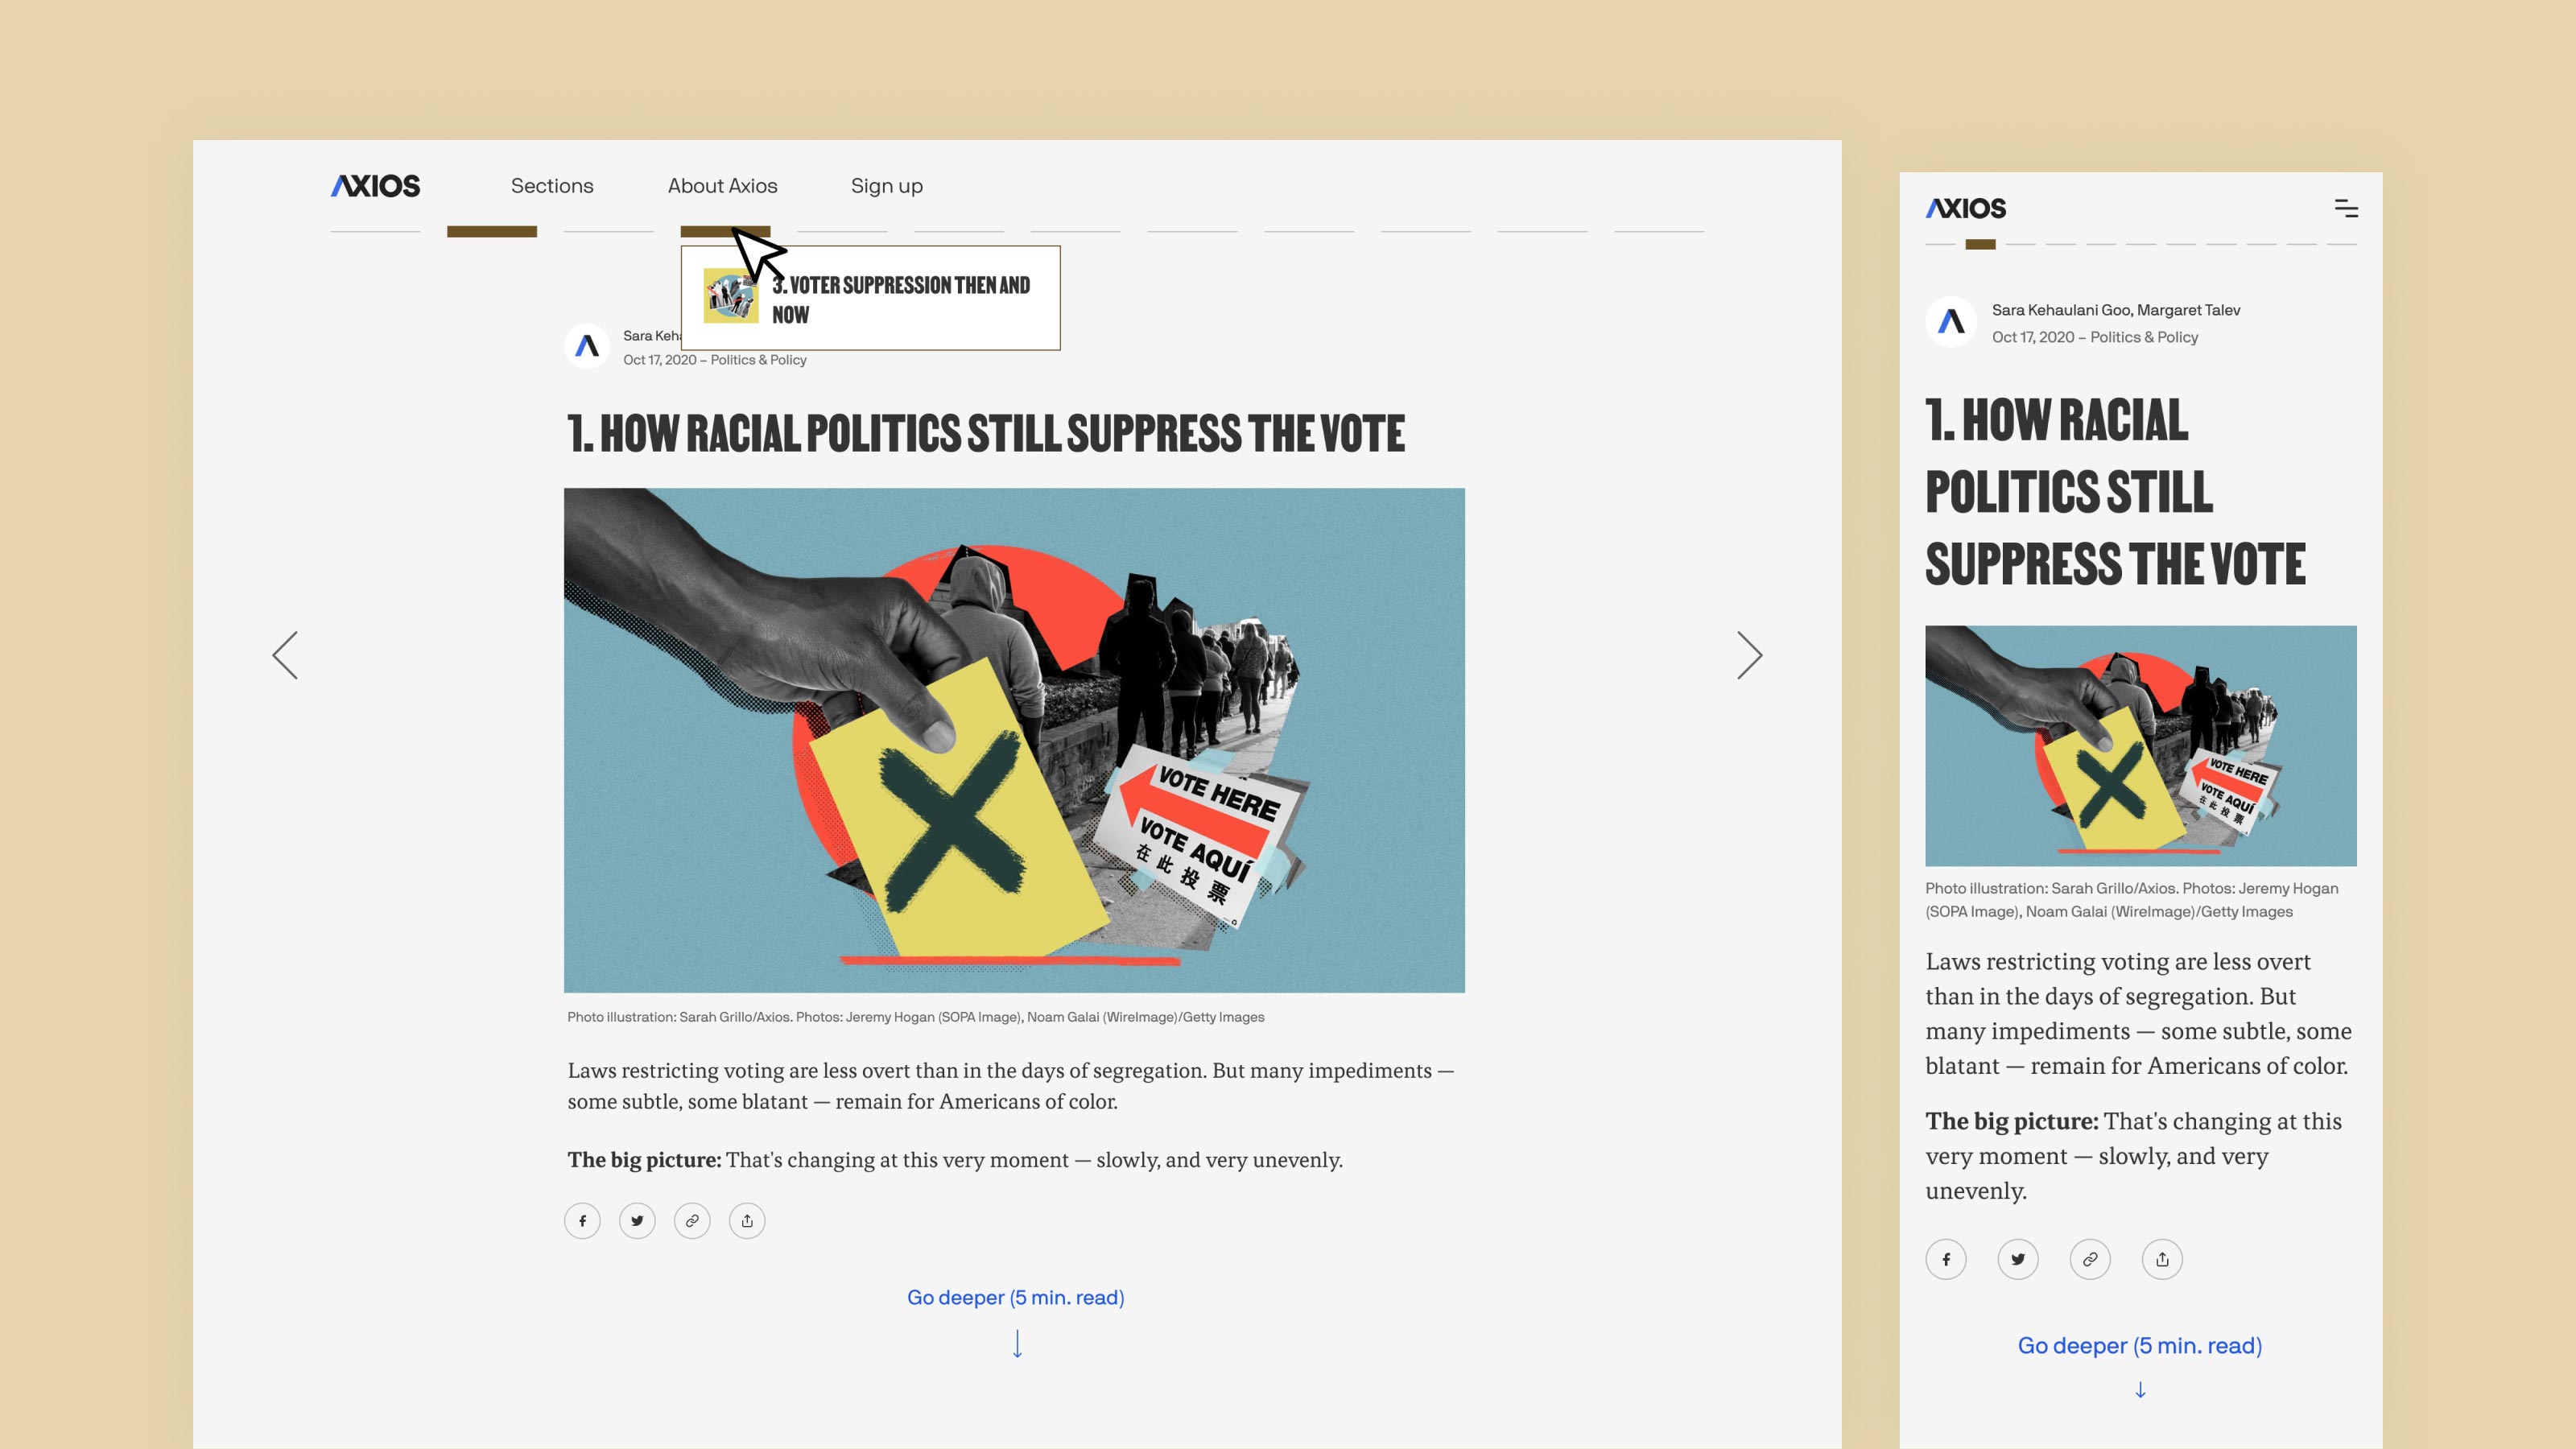 AXIOS
Sections
About Axios
Sign up
3. VOTER SUPPRESSION THEN AND
NOW
Sara Keh
Oct 17, 2020 – Politics & Policy
1. HOW RACIAL POLITICS STILL SUPPRESS THE VOTE
VOTE HERE
VOTE AQUÍ
在此投票
Photo illustration: Sarah Grillo/Axios. Photos: Jeremy Hogan (SOPA Image), Noam Galai (WireImage)/Getty Images
Laws restricting voting are less overt than in the days of segregation. But many impediments —
some subtle, some blatant — remain for Americans of color.
The big picture: That's changing at this very moment — slowly, and very unevenly.
Go deeper (5 min. read)
AXIOS
Sara Kehaulani Goo, Margaret Talev
Oct 17, 2020 – Politics & Policy
1. HOW RACIAL
POLITICS STILL
SUPPRESS THE VOTE
VOTE HERE
VOTE AQUÍ
在此投票
Photo illustration: Sarah Grillo/Axios. Photos: Jeremy Hogan
(SOPA Image), Noam Galai (WireImage)/Getty Images
Laws restricting voting are less overt
than in the days of segregation. But
many impediments — some subtle, some
blatant — remain for Americans of color.
The big picture: That's changing at this
very moment — slowly, and very
unevenly.
Go deeper (5 min. read)